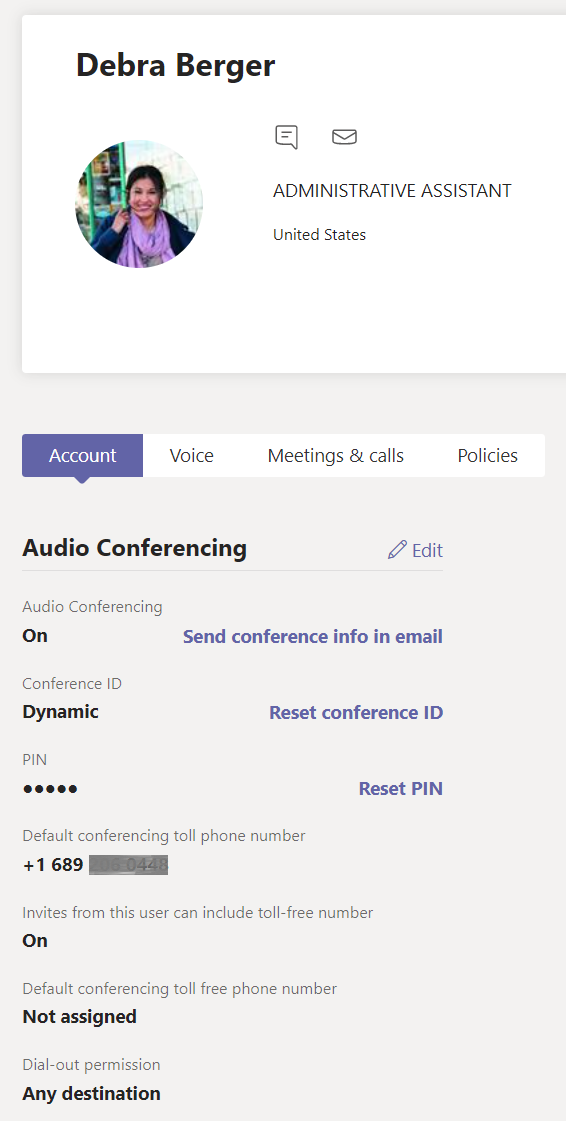 Debra Berger
ADMINISTRATIVE ASSISTANT
United States
Account Voice Meetings & calls Policies
Audio Conferencing Edit
Audio Conferencing
On Send conference info in email
Conference ID
Dynamic Reset conference ID
PIN
●●●●● Reset PIN
Default conferencing toll phone number
+1 689
Invites from this user can include toll-free number
On
Default conferencing toll free phone number
Not assigned
Dial-out permission
Any destination